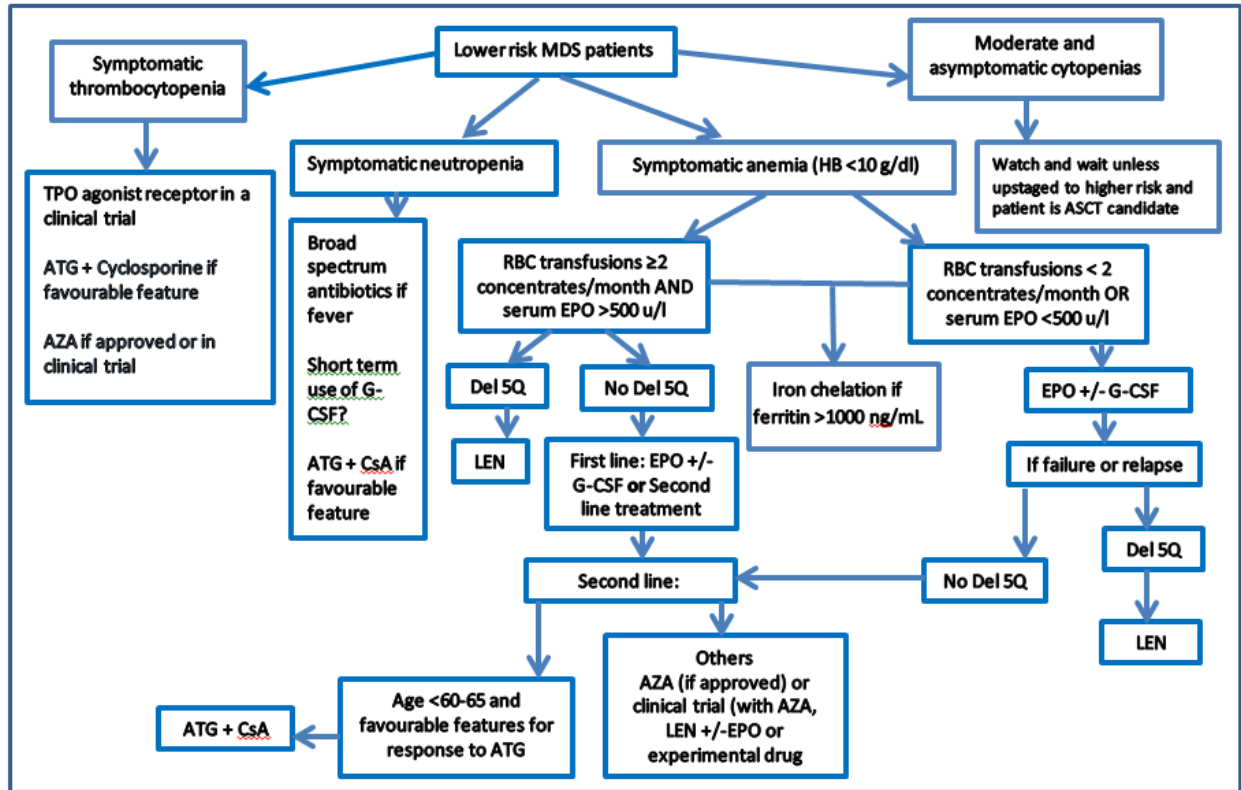 Lower risk MDS patients
Symptomatic
thrombocytopenia
Moderate and
asymptomatic cytopenias
Symptomatic neutropenia
Symptomatic anemia (HB <10 g/dl)
Watch and wait unless
upstaged to higher risk and
patient is ASCT candidate
TPO agonist receptor in a
clinical trial
ATG + Cyclosporine if
favourable feature
AZA if approved or in
clinical trial
Broad
spectrum
antibiotics if
fever
Short term
use of G-
CSF?
ATG + CsA if
favourable
feature
RBC transfusions ≥2
concentrates/month AND
serum EPO >500 u/l
RBC transfusions < 2
concentrates/month OR
serum EPO <500 u/l
Del 5Q
No Del 5Q
Iron chelation if
ferritin >1000 ng/mL
EPO +/- G-CSF
LEN
First line: EPO +/-
G-CSF or Second
line treatment
If failure or relapse
Second line:
No Del 5Q
Del 5Q
LEN
ATG + CsA
Age <60-65 and
favourable features for
response to ATG
Others
AZA (if approved) or
clinical trial (with AZA,
LEN +/-EPO or
experimental drug